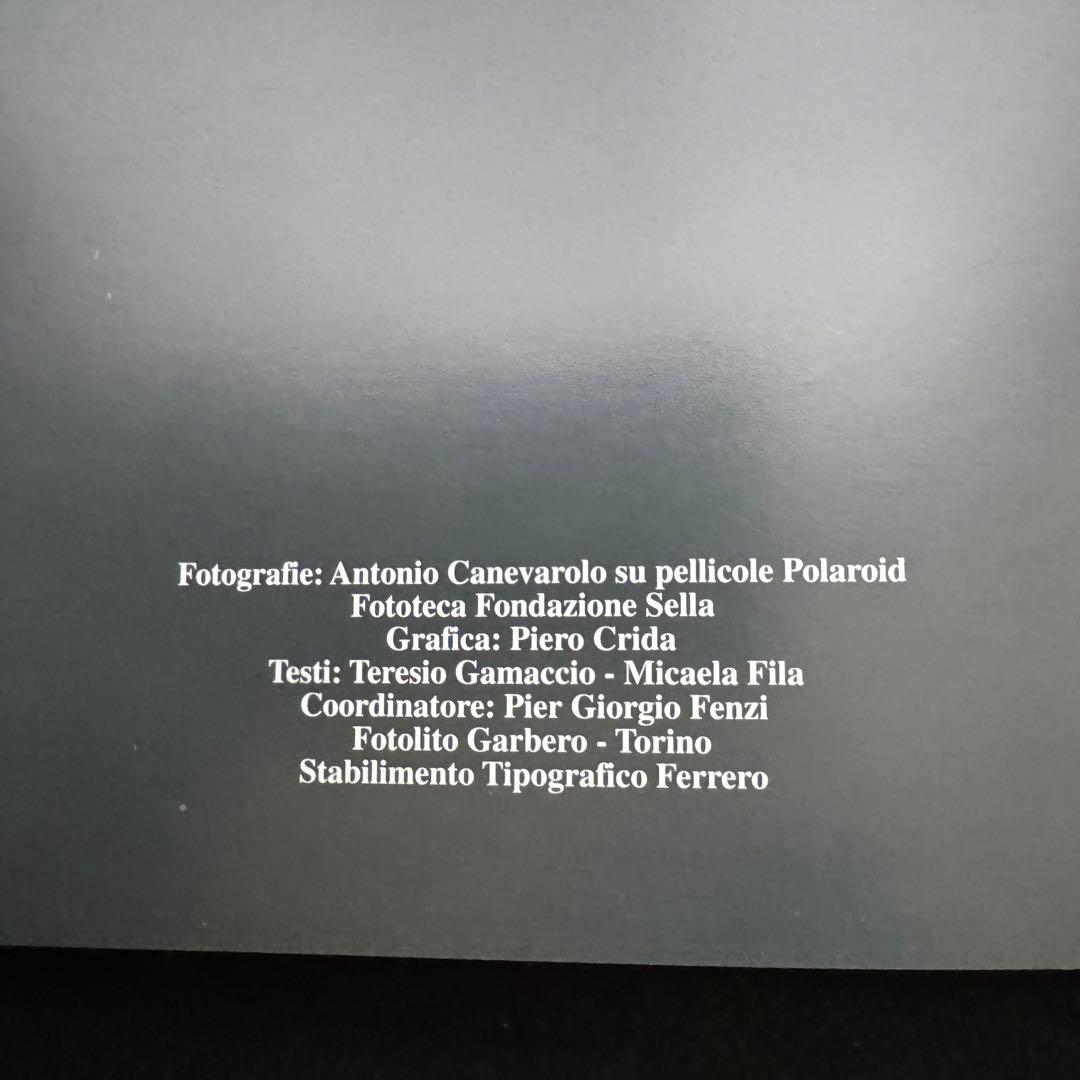 Fotografie: Antonio Canevarolo su pellicole Polaroid
Fototeca Fondazione Sella
Grafica: Piero Crida
Testi: Teresio Gamaccio - Micaela Fila
Coordinatore: Pier Giorgio Fenzi
Fotolito Garbero - Torino
Stabilimento Tipografico Ferrero